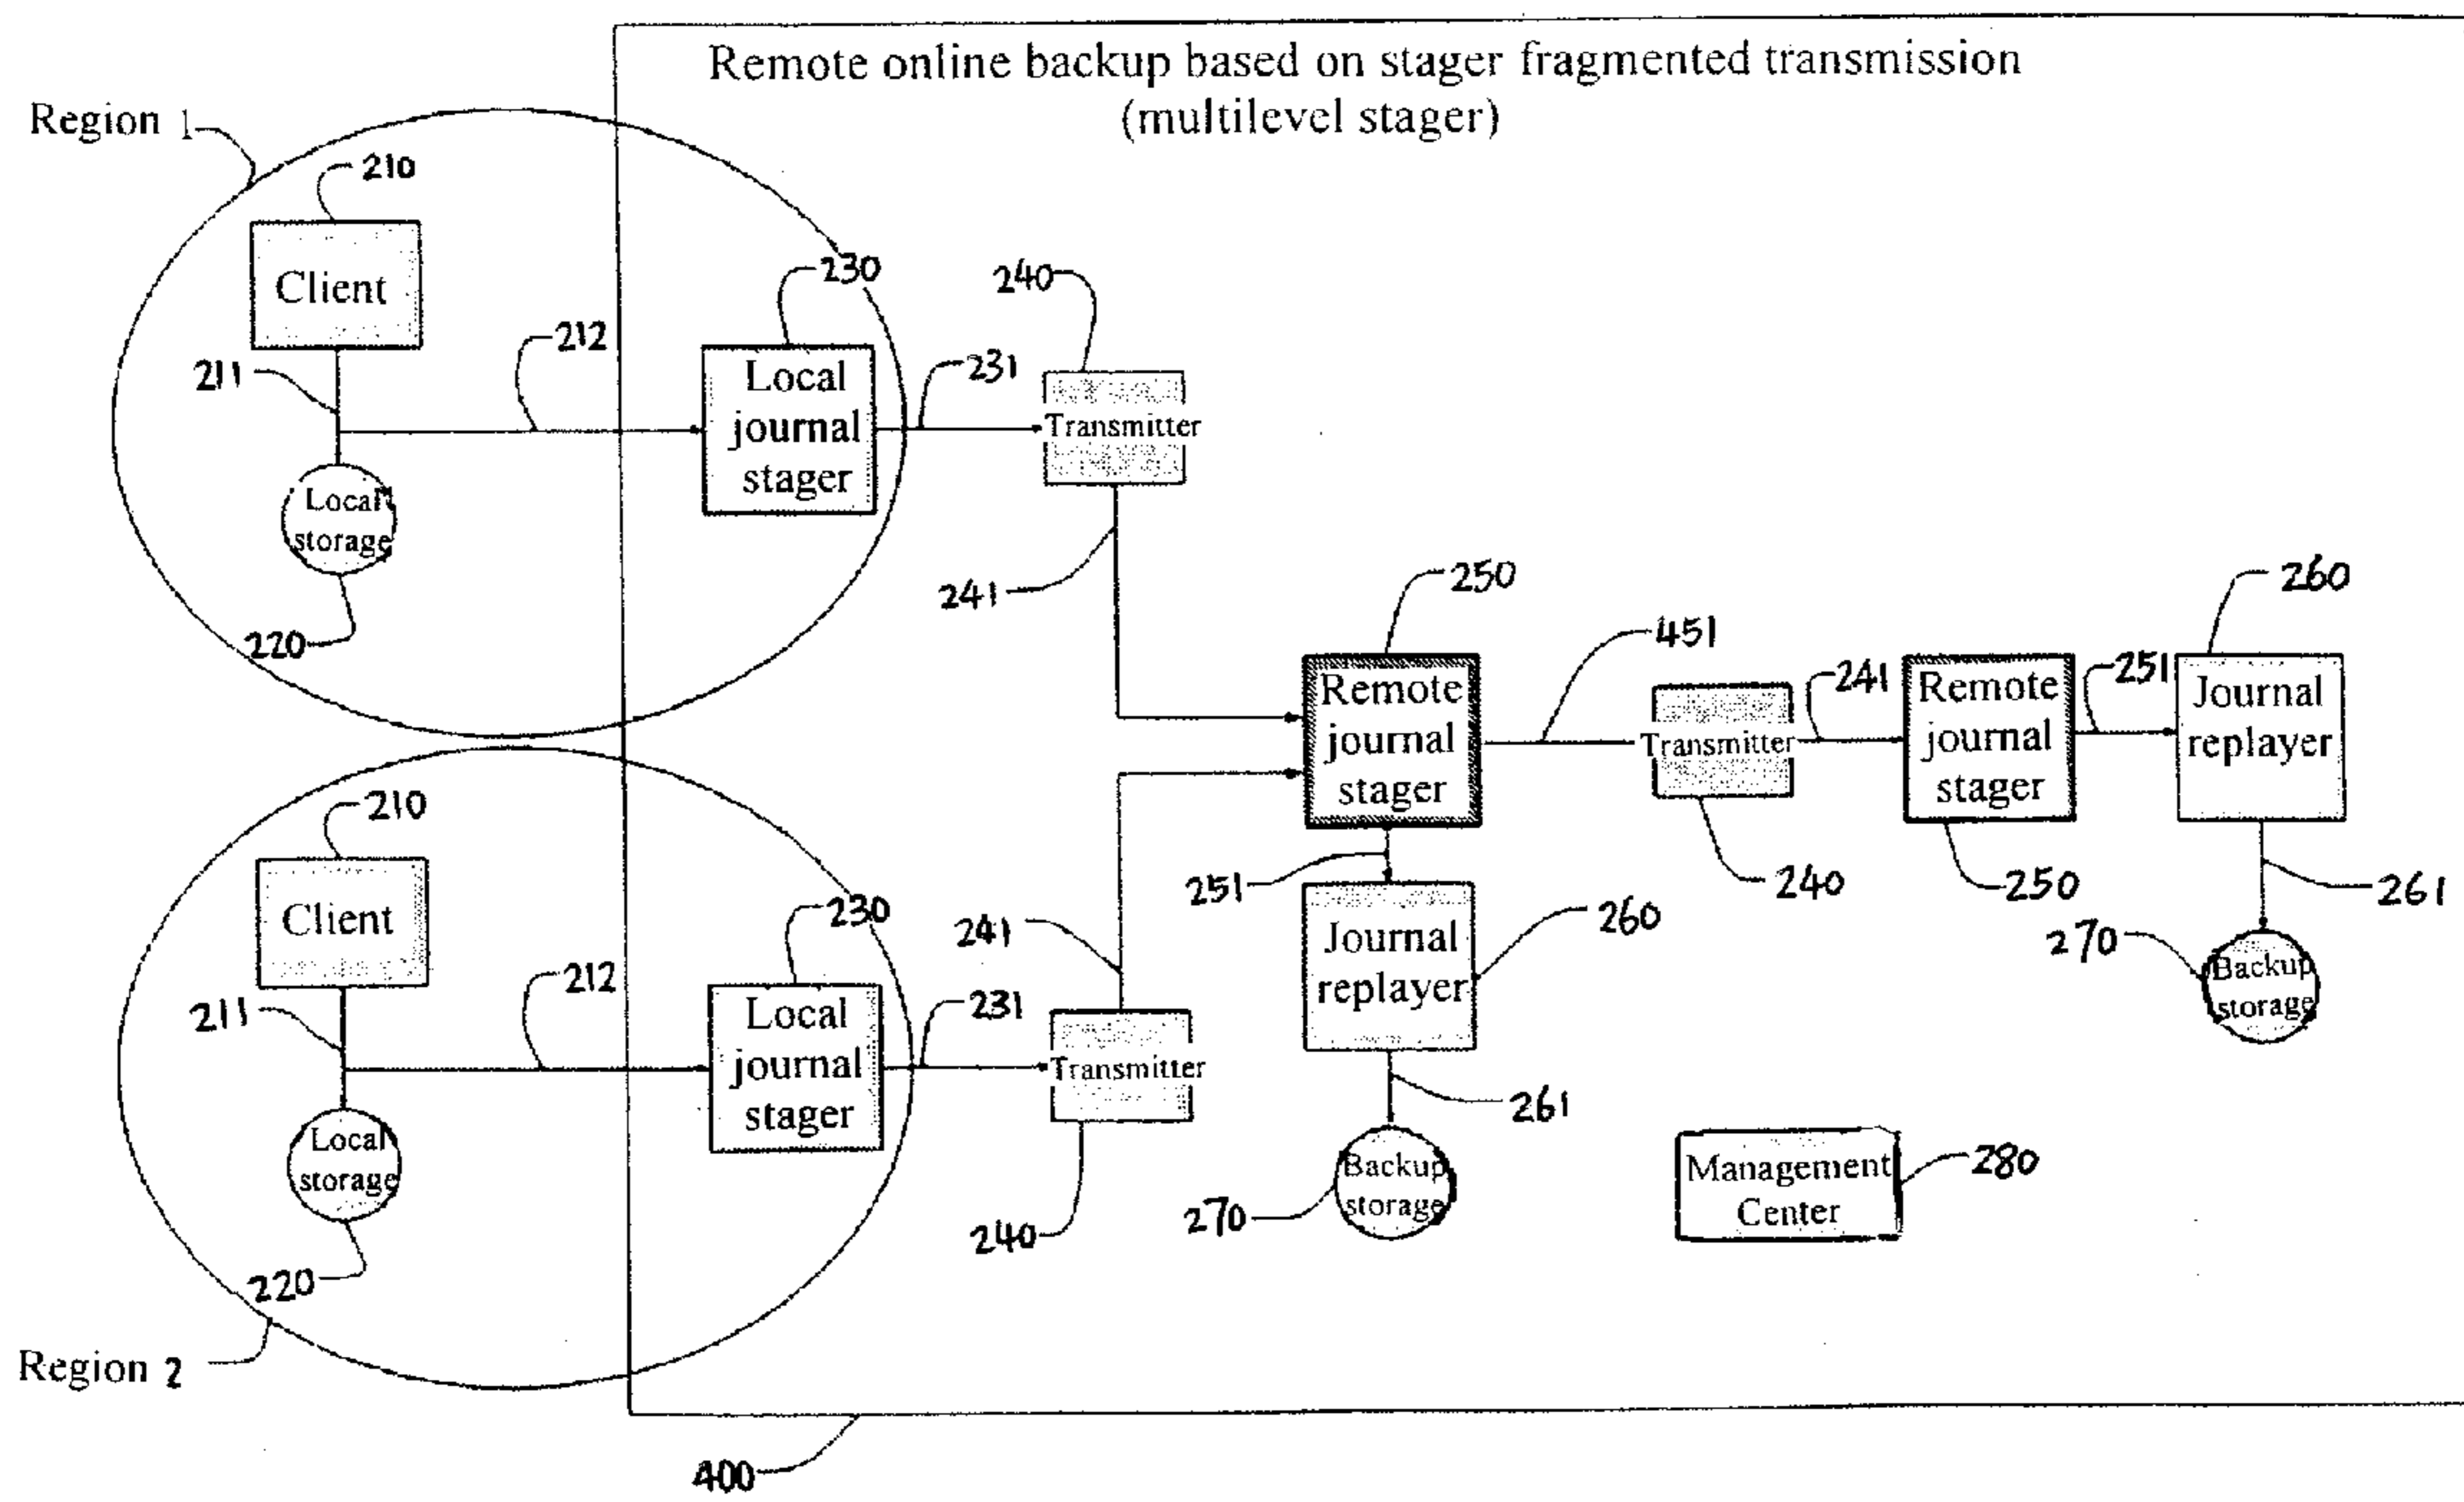 Remote online backup based on stager fragmented transmission
(multilevel stager)
Region 1
210
Client
211
212
230
Local
journal
stager
231
240
Transmitter
Local
storage
220
241
250
Remote
journal
stager
451
Transmitter
240
241
Remote
journal
stager
250
251
260
Journal
replayer
261
270
Backup
storage
251
Journal
replayer
260
261
270
Backup
storage
Management
Center
280
210
Client
211
212
230
Local
journal
stager
231
241
Transmitter
240
Local
storage
220
Region 2
400